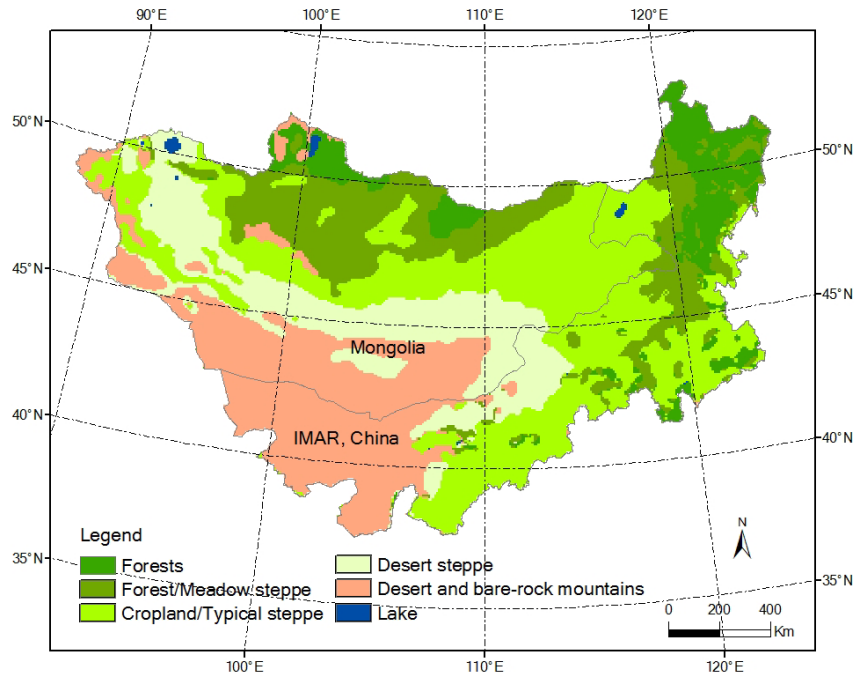 90°E 100°E 110°E 120°E
50°N 50°N
45°N 45°N
Mongolia
40°N 40°N
IMAR, China
35°N 35°N
Legend
Forests
Forest/Meadow steppe
Cropland/Typical steppe
Desert steppe
Desert and bare-rock mountains
Lake
N
0 200 400
Km
100°E 110°E 120°E